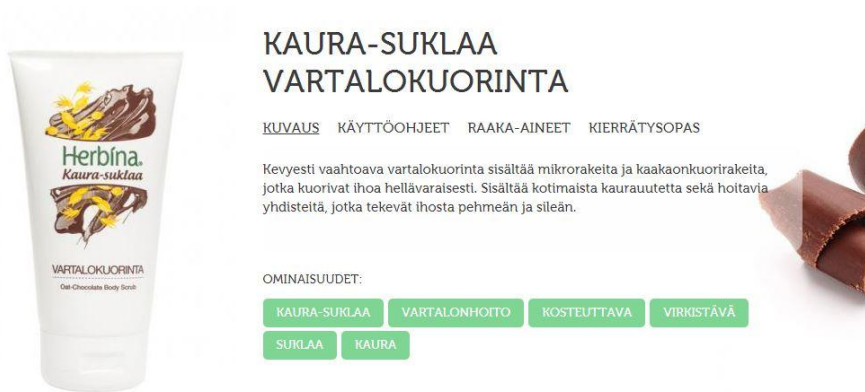 KAURA-SUKLAA
VARTALOKUORINTA
KUVAUS KÄYTTÖOHJEET RAAKA-AINEET KIERRÄTYSOPAS
Kevyesti vaahtoava vartalokuorinta sisältää mikrorakeita ja kaakaonkuorirakeita,
jotka kuorivat ihoa hellävaraisesti. Sisältää kotimaista kaurauutetta sekä hoitavia
yhdisteitä, jotka tekevät ihosta pehmeän ja sileän.
OMINAISUUDET:
KAURA-SUKLAA VARTALONHOITO KOSTEUTTAVA VIRKISTÄVÄ
SUKLAA KAURA
Herbina
Kaura-suklaa
VARTALOKUORINTA
Oat-Chocolate Body Scrub